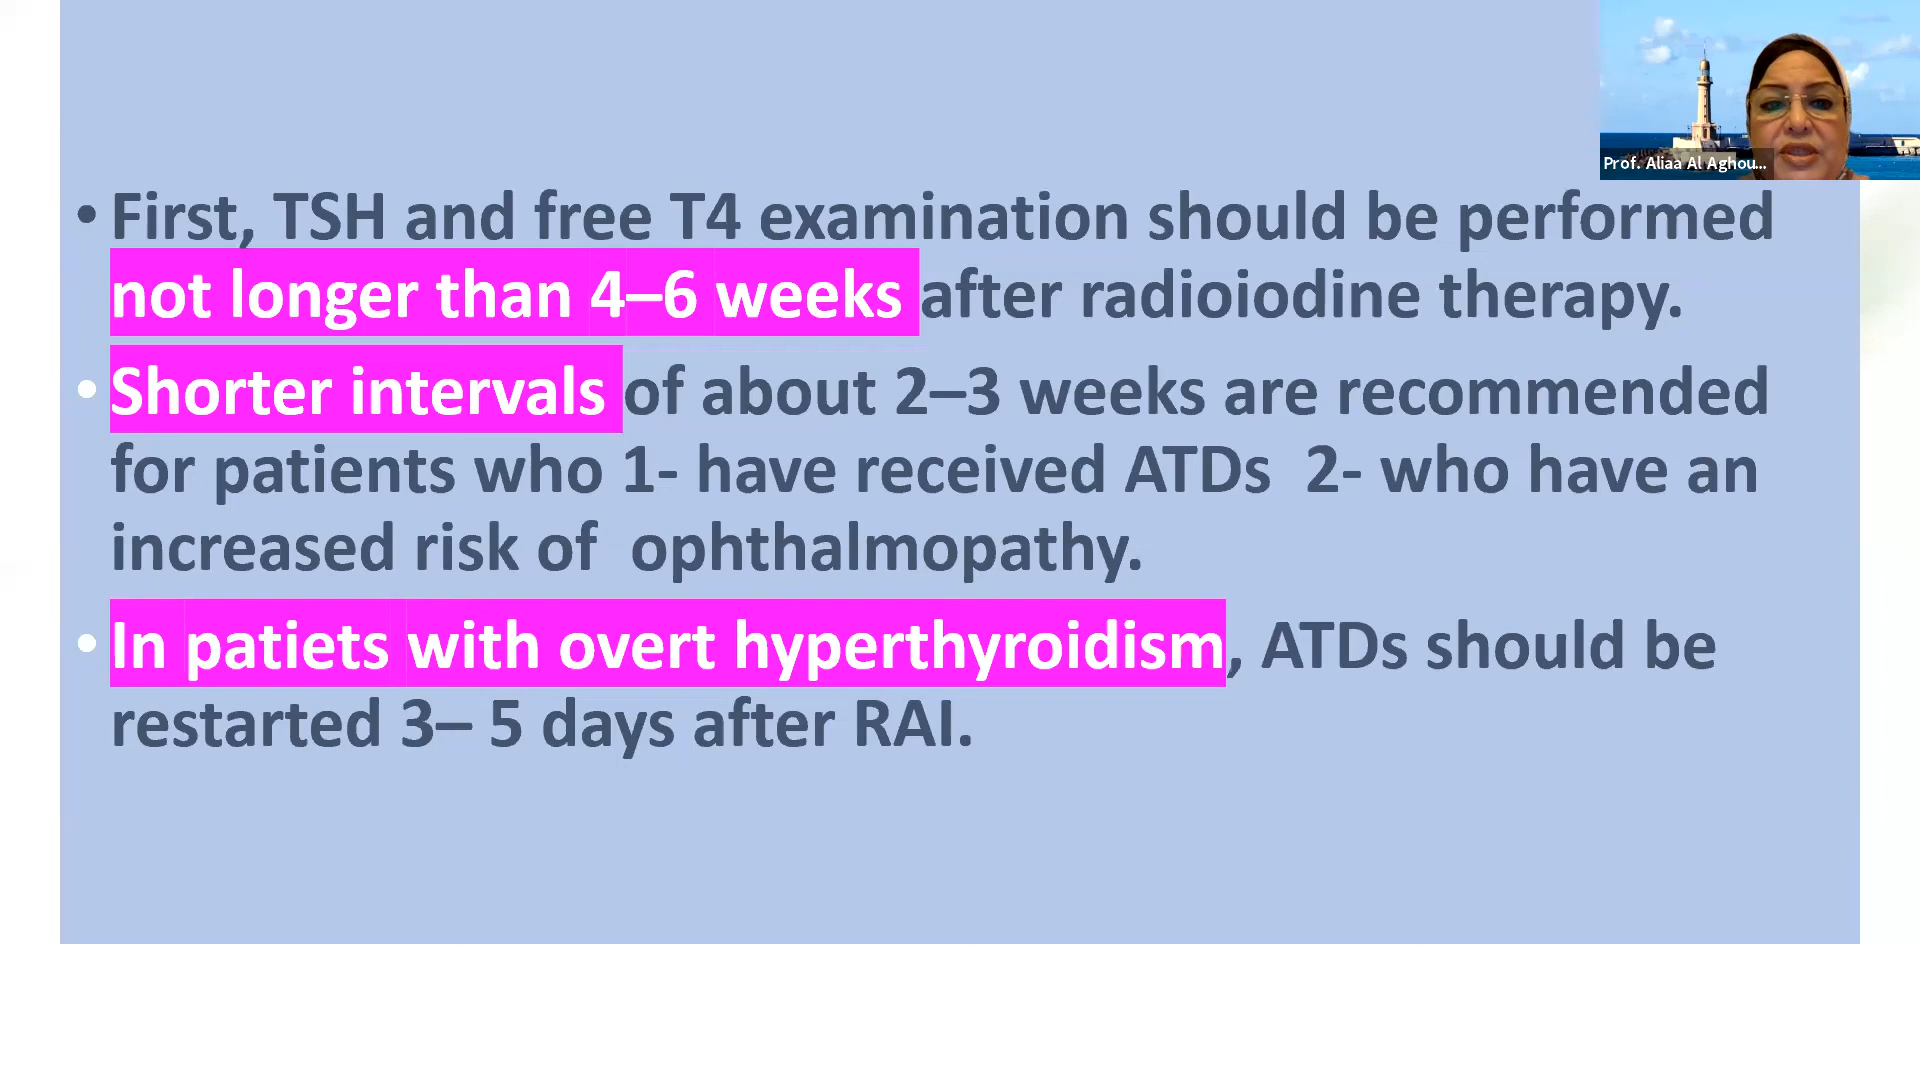 Prof. Aliaa Al Aghou...
• First, TSH and free T4 examination should be performed
not longer than 4–6 weeks after radioiodine therapy.
• Shorter intervals of about 2–3 weeks are recommended
for patients who 1- have received ATDs  2- who have an
increased risk of  ophthalmopathy.
• In patiets with overt hyperthyroidism, ATDs should be
restarted 3– 5 days after RAI.